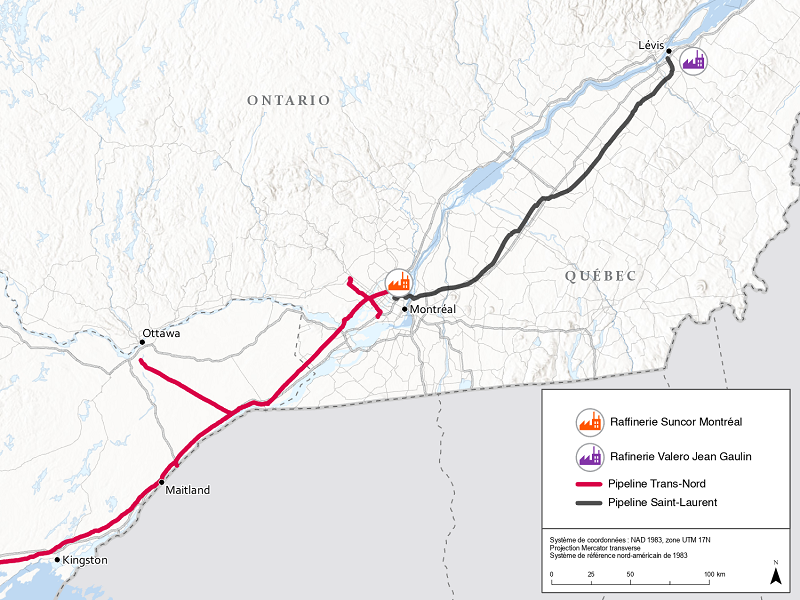 Lévis
ONTARIO
QUÉBEC
Montréal
Ottawa
Maitland
Kingston
Raffinerie Suncor Montréal
Rafinerie Valero Jean Gaulin
Pipeline Trans-Nord
Pipeline Saint-Laurent
Système de coordonnées : NAD 1983, zone UTM 17N
Projection Mercator transverse
Système de référence nord-américain de 1983
0 25 50 100 km
N